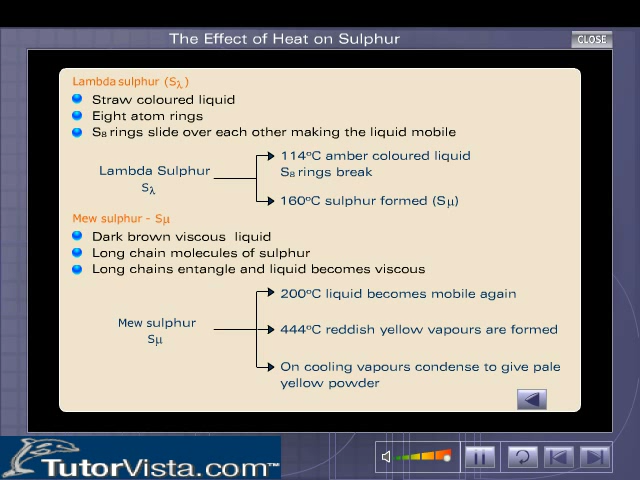 The Effect of Heat on Sulphur
CLOSE
Lambda sulphur (Sλ)
Straw coloured liquid
Eight atom rings
S₈ rings slide over each other making the liquid mobile
Lambda Sulphur
Sλ
114ºC amber coloured liquid
S₈ rings break
160ºC sulphur formed (Sµ)
Mew sulphur - Sµ
Dark brown viscous liquid
Long chain molecules of sulphur
Long chains entangle and liquid becomes viscous
Mew sulphur
Sµ
200ºC liquid becomes mobile again
444ºC reddish yellow vapours are formed
On cooling vapours condense to give pale
yellow powder
TutorVista.com™